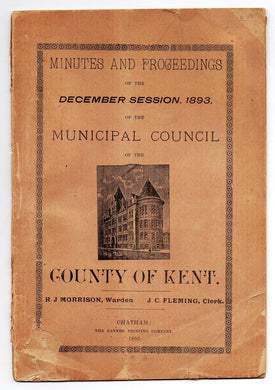 MINUTES AND PROCEEDINGS
OF THE
DECEMBER SESSION, 1893,
OF THE
MUNICIPAL COUNCIL
OF THE
COUNTY OF KENT.
R. J. MORRISON, Warden J. C. FLEMING, Clerk.
CHATHAM:
THE BANNER PRINTING COMPANY
1893.